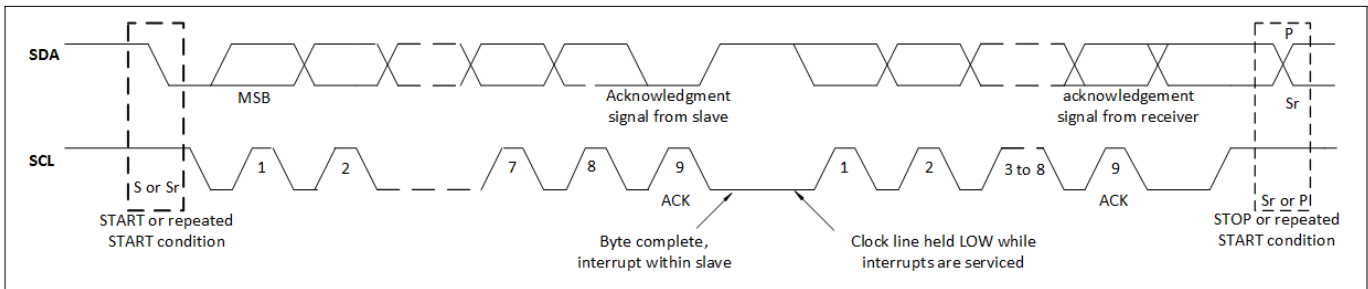 P
SDA
MSB
Acknowledgment
signal from slave
acknowledgement
signal from receiver
Sr
SCL
1
2
7
8
9
1
2
3 to 8
9
S or Sr
ACK
ACK
Sr or P
START or repeated
START condition
Byte complete,
interrupt within slave
Clock line held LOW while
interrupts are serviced
STOP or repeated
START condition